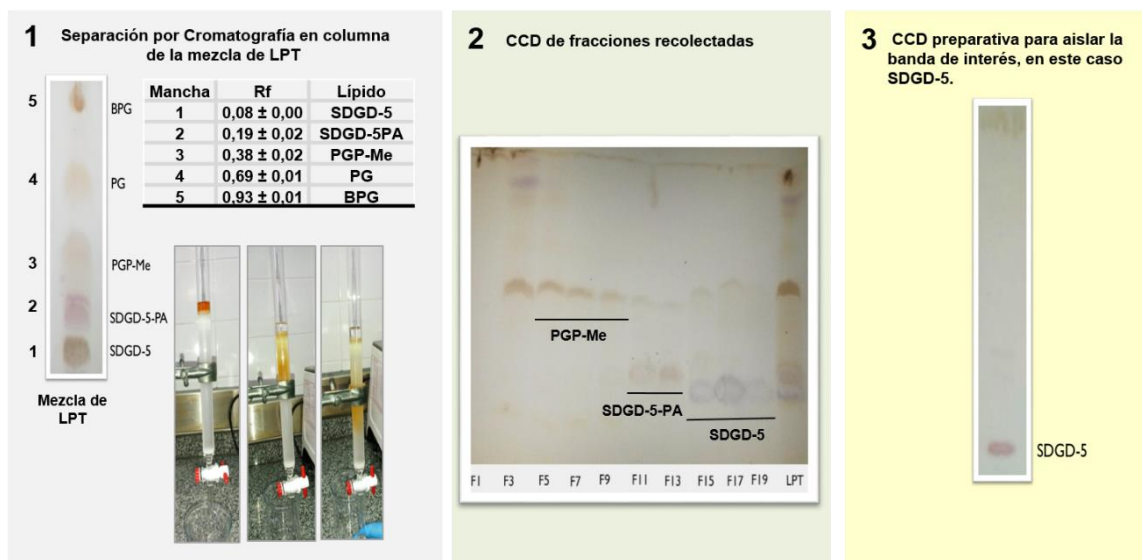 1 Separación por Cromatografía en columna
de la mezcla de LPT
5 BPG
4 PG
3 PGP-Me
2 SDGD-5-PA
1 SDGD-5
Mezcla de
LPT
Mancha Rf Lípido
1 0,08 ± 0,00 SDGD-5
2 0,19 ± 0,02 SDGD-5PA
3 0,38 ± 0,02 PGP-Me
4 0,69 ± 0,01 PG
5 0,93 ± 0,01 BPG
2 CCD de fracciones recolectadas
PGP-Me
SDGD-5-PA
SDGD-5
F1 F3 F5 F7 F9 F11 F13 F15 F17 F19 LPT
3 CCD preparativa para aislar la
banda de interés, en este caso
SDGD-5.
SDGD-5